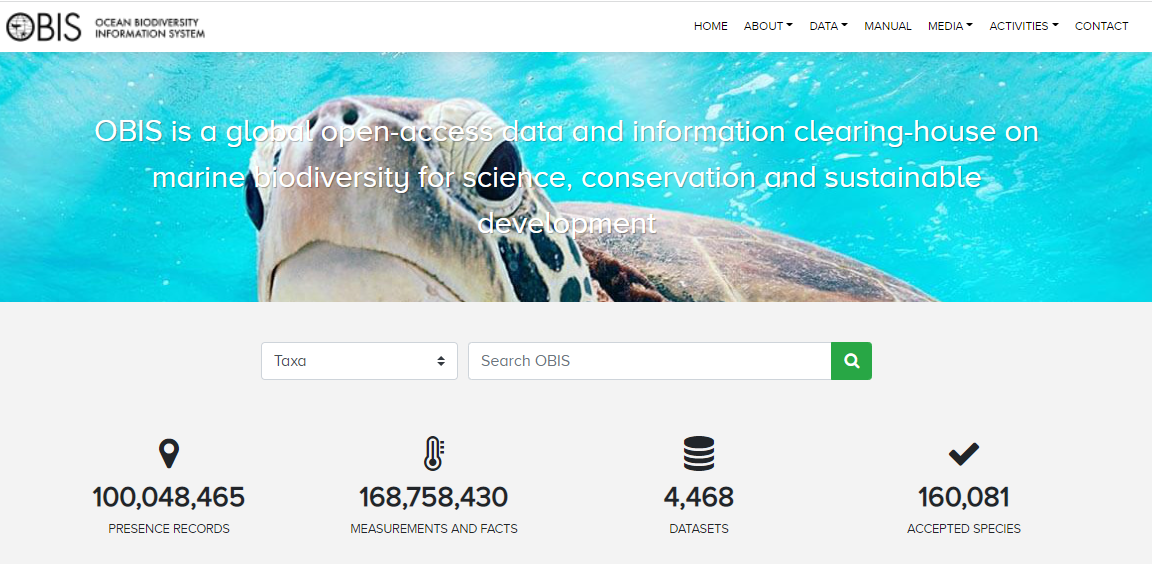 OBIS
OCEAN BIODIVERSITY
INFORMATION SYSTEM
HOME ABOUT DATA MANUAL MEDIA ACTIVITIES CONTACT
OBIS is a global open-access data and information clearing-house on
marine biodiversity for science, conservation and sustainable
development
Taxa
Search OBIS
100,048,465
PRESENCE RECORDS
168,758,430
MEASUREMENTS AND FACTS
4,468
DATASETS
160,081
ACCEPTED SPECIES